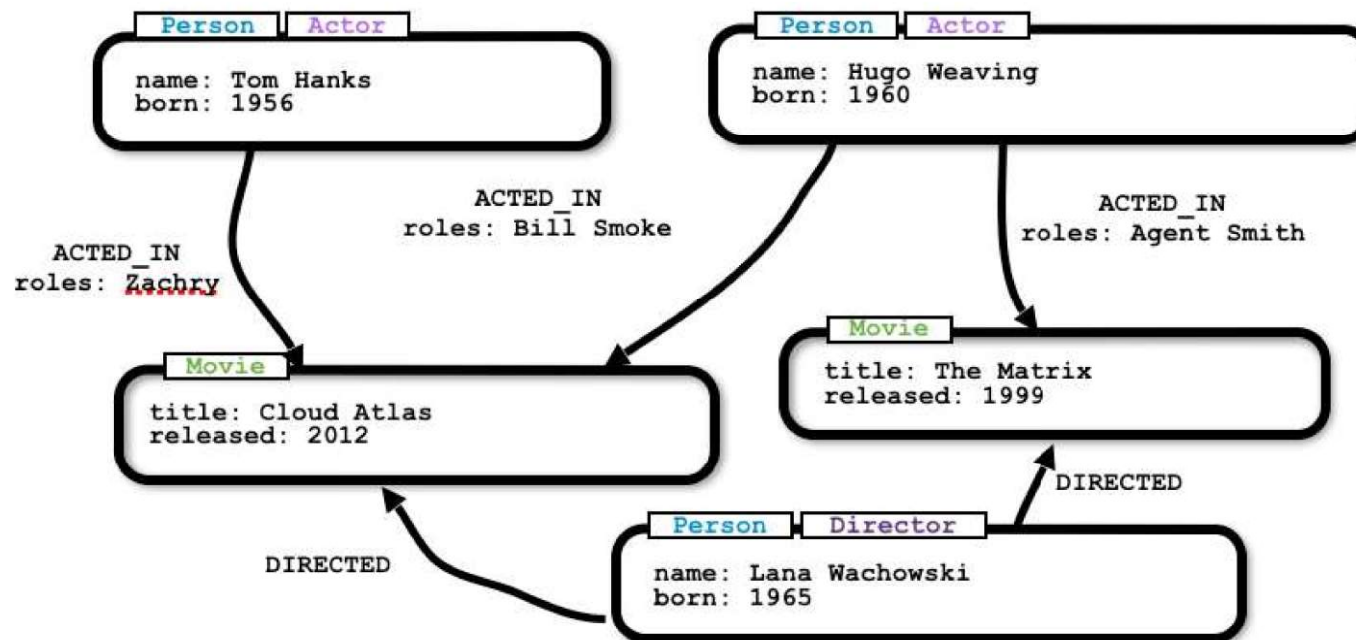 Person Actor
name: Tom Hanks
born: 1956
Person Actor
name: Hugo Weaving
born: 1960
ACTED_IN
roles: Zachry
ACTED_IN
roles: Bill Smoke
ACTED_IN
roles: Agent Smith
Movie
title: Cloud Atlas
released: 2012
Movie
title: The Matrix
released: 1999
DIRECTED
DIRECTED
Person Director
name: Lana Wachowski
born: 1965